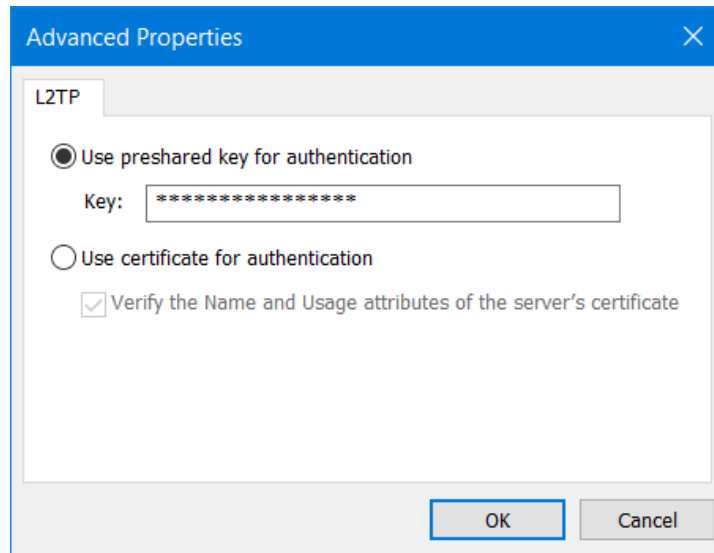 Advanced Properties
L2TP
Use preshared key for authentication
Key: ****************
Use certificate for authentication
Verify the Name and Usage attributes of the server's certificate
OK Cancel